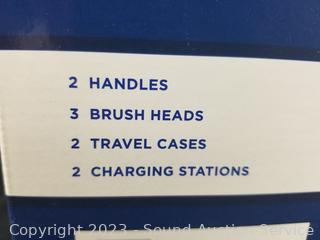 2 HANDLES
3 BRUSH HEADS
2 TRAVEL CASES
2 CHARGING STATIONS
Copyright 2023 - Sound Auction Service